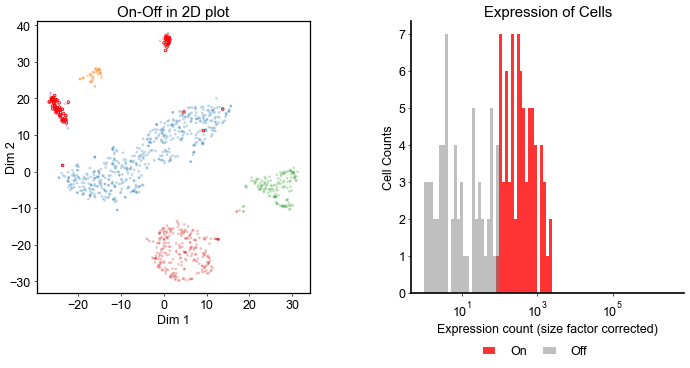 On-Off in 2D plot
40
30
20
10
0
−10
−20
−30
Dim 2
−20 −10 0 10 20 30
Dim 1
Expression of Cells
7
6
5
4
3
2
1
0
Cell Counts
10^1 10^3 10^5
Expression count (size factor corrected)
On Off